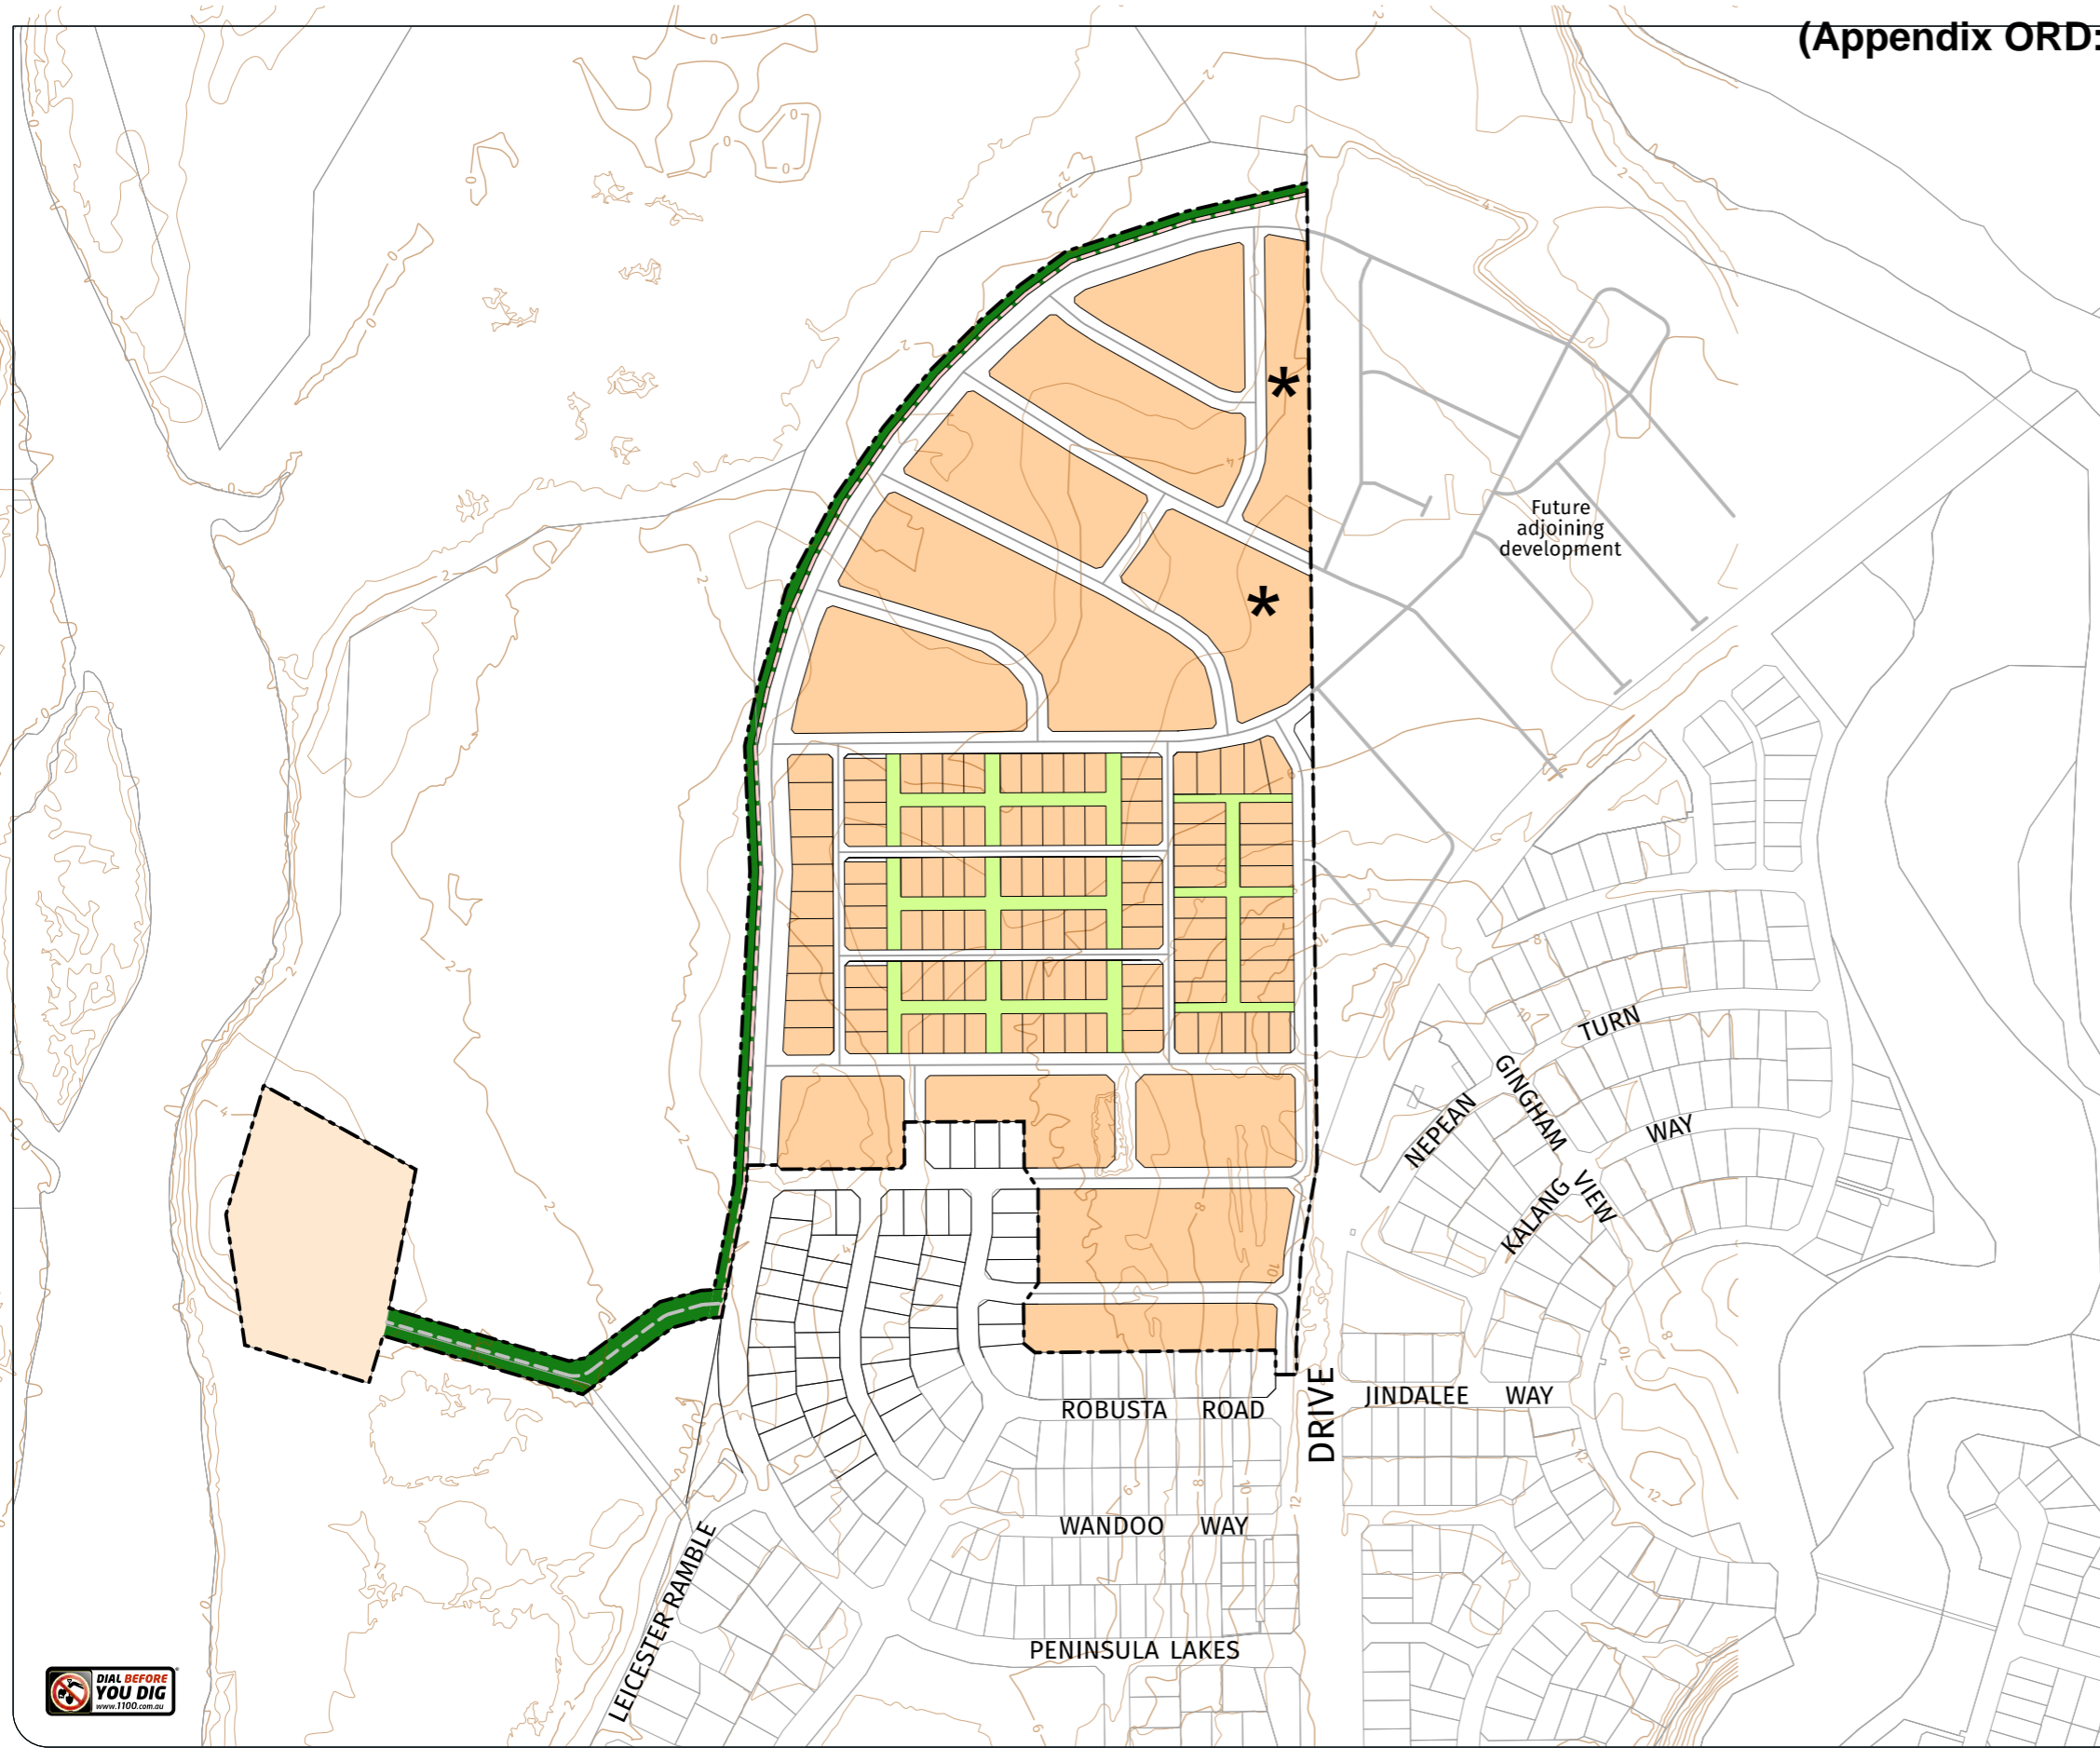 (Appendix ORD:
Future
adjoining
development
TURN
GINGHAM
VIEW
NEPEAN
WAY
KALANG
DRIVE
JINDALEE WAY
ROBUSTA ROAD
WANDOO WAY
PENINSULA LAKES
LEICESTER RAMBLE
DIAL BEFORE
YOU DIG
www.1100.com.au